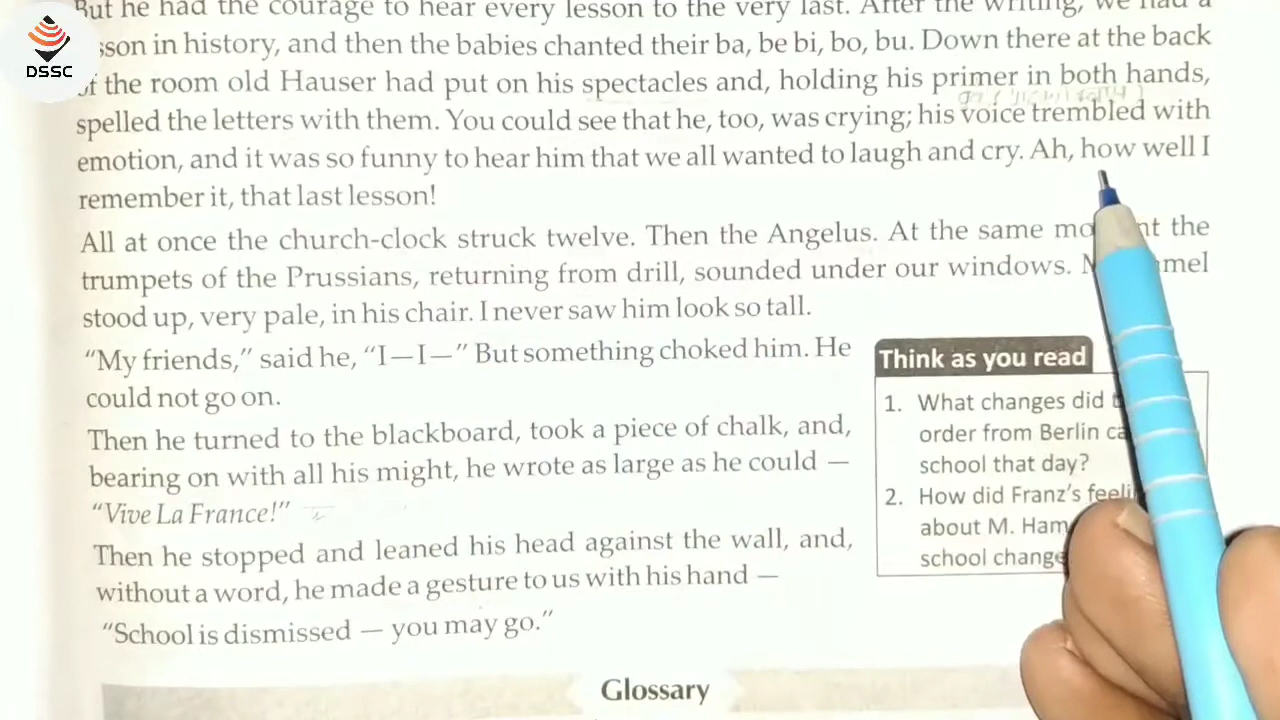 But he had the courage to hear every lesson to the very last. After the writing, we had a
sson in history, and then the babies chanted their ba, be bi, bo, bu. Down there at the back
of the room old Hauser had put on his spectacles and, holding his primer in both hands,
spelled the letters with them. You could see that he, too, was crying; his voice trembled with
emotion, and it was so funny to hear him that we all wanted to laugh and cry. Ah, how well I
remember it, that last lesson!
All at once the church-clock struck twelve. Then the Angelus. At the same mo nt the
trumpets of the Prussians, returning from drill, sounded under our windows. M mel
stood up, very pale, in his chair. I never saw him look so tall.
“My friends,” said he, “I—I—” But something choked him. He
could not go on.
Then he turned to the blackboard, took a piece of chalk, and,
bearing on with all his might, he wrote as large as he could —
“Vive La France!”
Then he stopped and leaned his head against the wall, and,
without a word, he made a gesture to us with his hand —
“School is dismissed — you may go.”
Think as you read
1. What changes did
order from Berlin ca
school that day?
2. How did Franz’s feeli
about M. Ham
school change
Glossary
DSSC